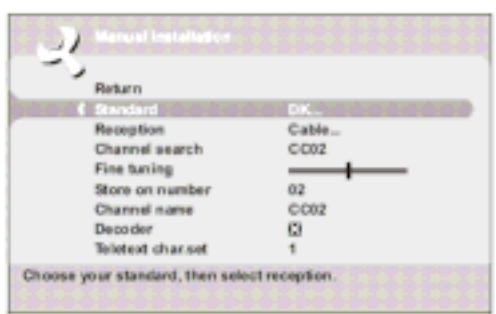 Manual Installation
Return
Standard DK...
Reception Cable...
Channel search CC02
Fine tuning
Store on number 02
Channel name CC02
Decoder
Teletext char.set 1
Choose your standard, then select reception.